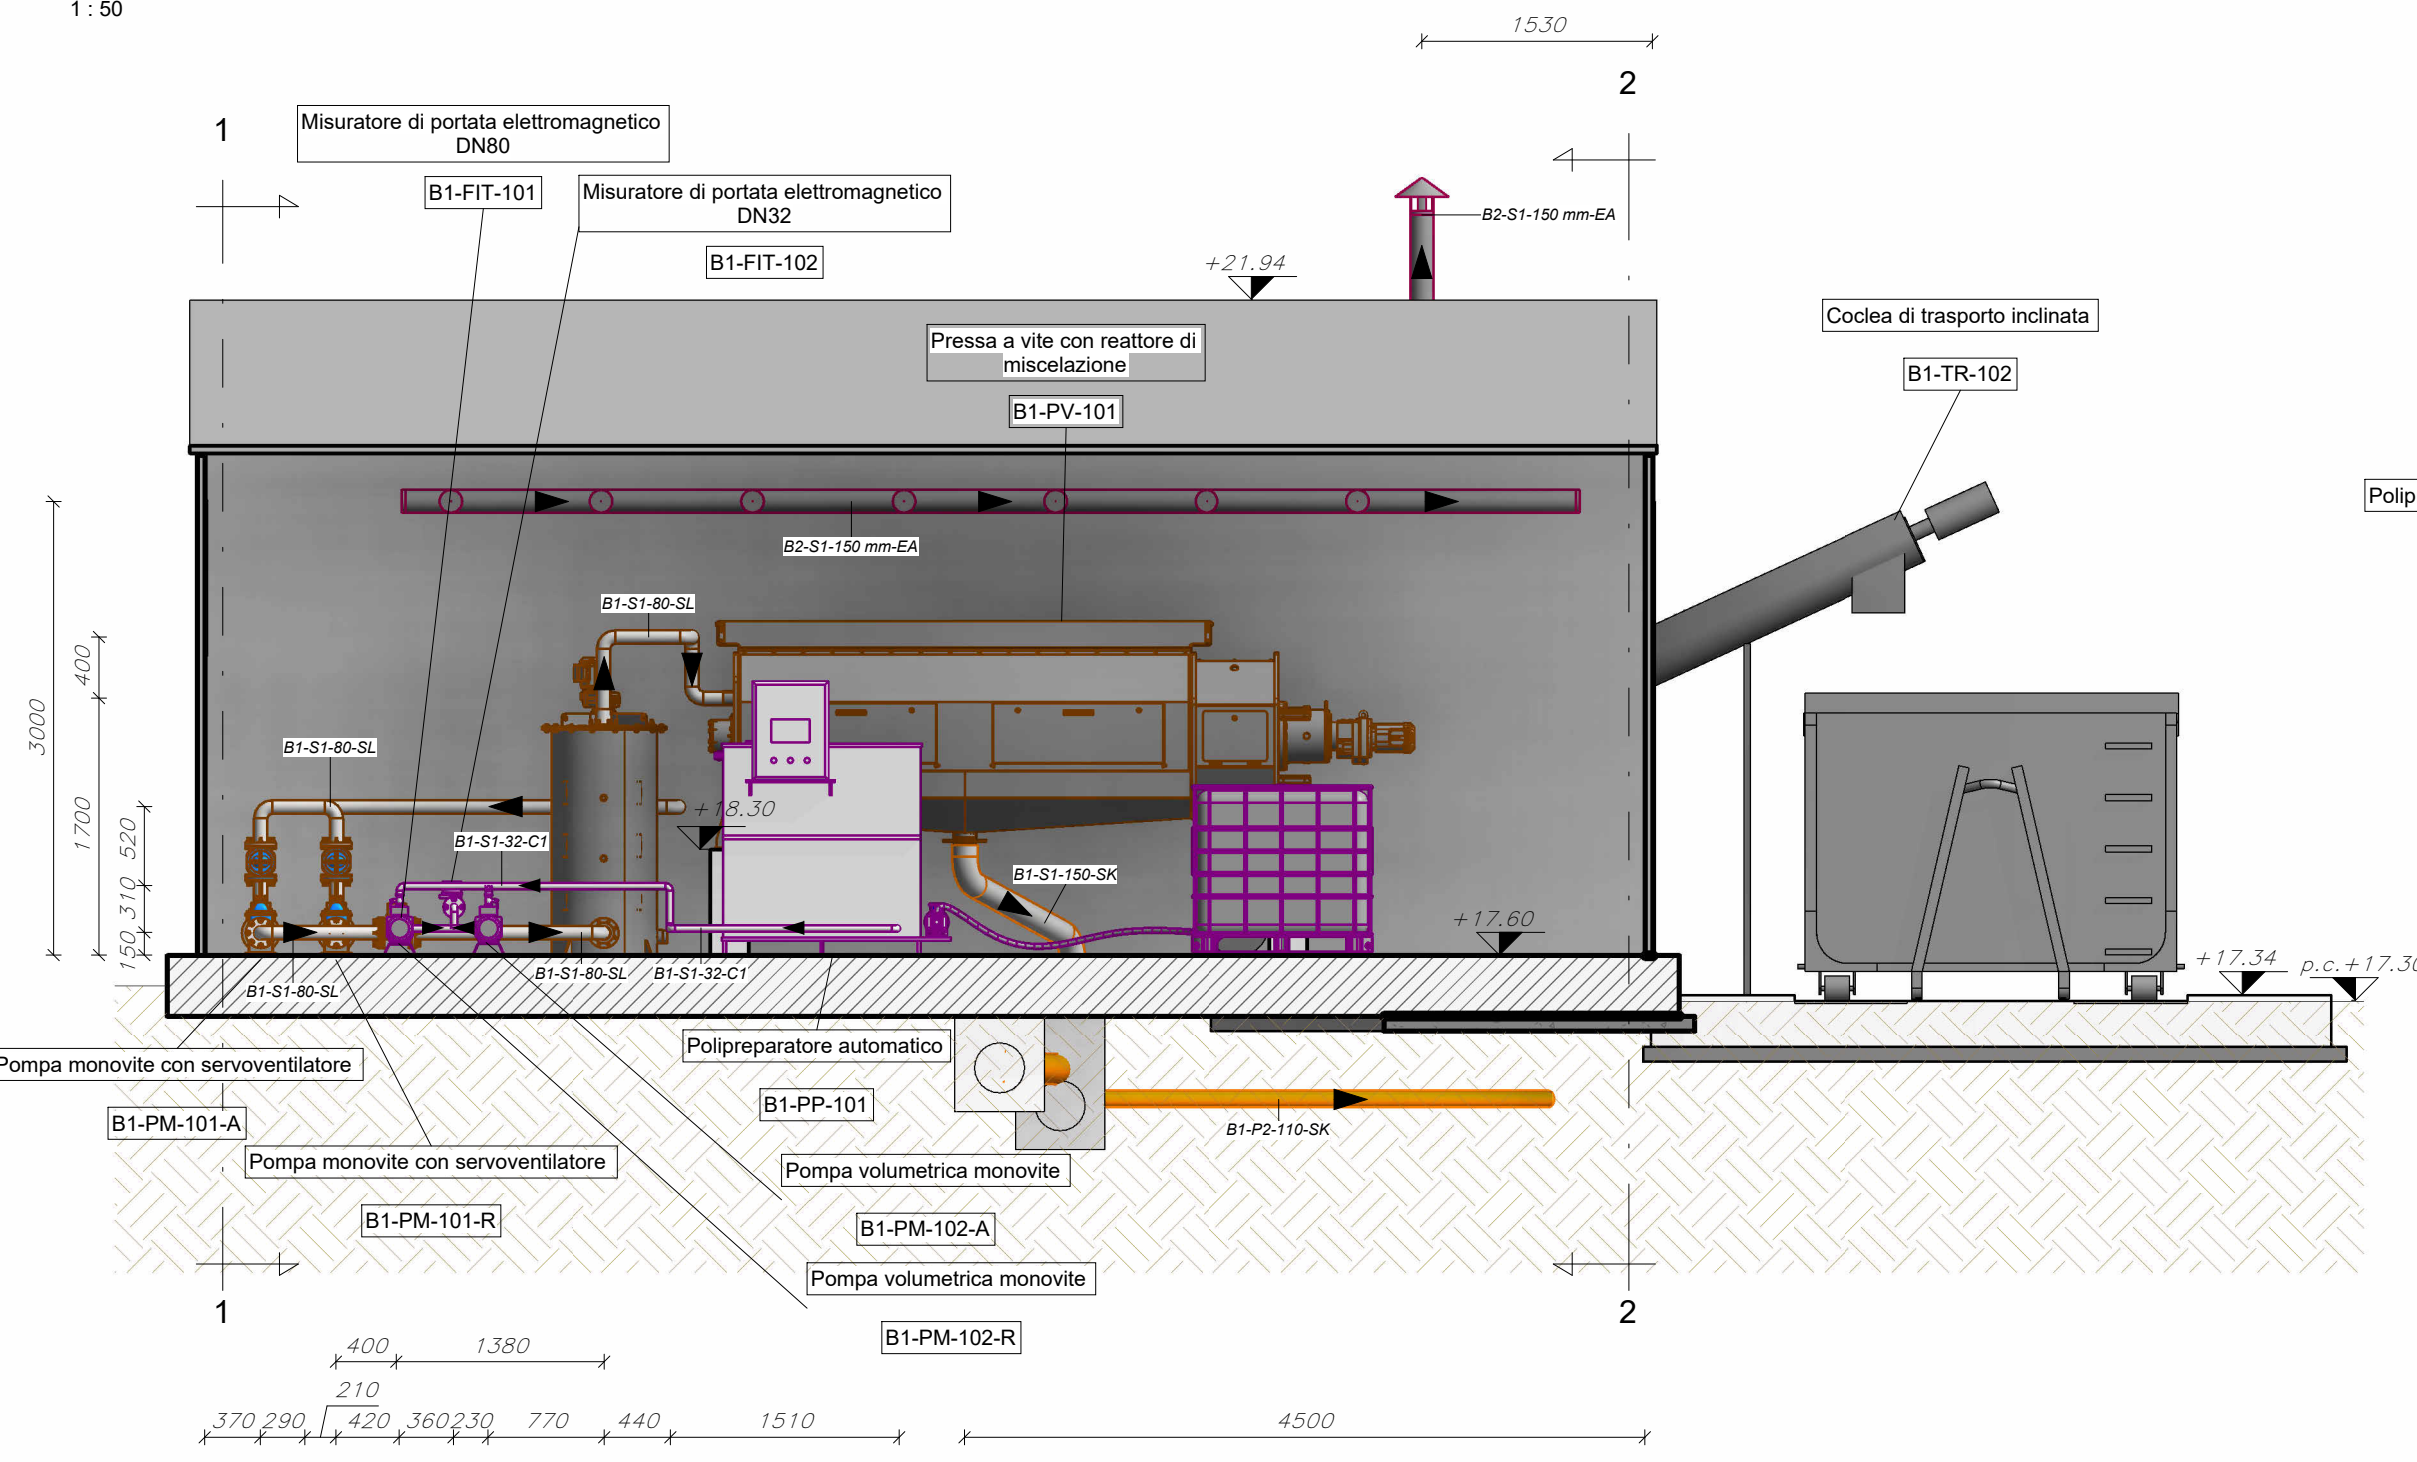 1 : 50
1530
2
1
Misuratore di portata elettromagnetico
DN80
B1-FIT-101
Misuratore di portata elettromagnetico
DN32
B1-FIT-102
B2-S1-150 mm-EA
+21.94
Coclea di trasporto inclinata
B1-TR-102
Pressa a vite con reattore di
miscelazione
B1-PV-101
Polip
B2-S1-150 mm-EA
B1-S1-80-SL
400
3000
B1-S1-80-SL
1700
520
+18.30
B1-S1-32-C1
B1-S1-150-SK
310
+17.60
150
B1-S1-80-SL
B1-S1-80-SL
B1-S1-32-C1
+17.34
p.c.+17.30
Pompa monovite con servoventilatore
B1-PM-101-A
Polipreparatore automatico
B1-PP-101
B1-P2-110-SK
Pompa monovite con servoventilatore
B1-PM-101-R
Pompa volumetrica monovite
B1-PM-102-A
Pompa volumetrica monovite
B1-PM-102-R
1
2
400
1380
210
370
290
420
360
230
770
440
1510
4500